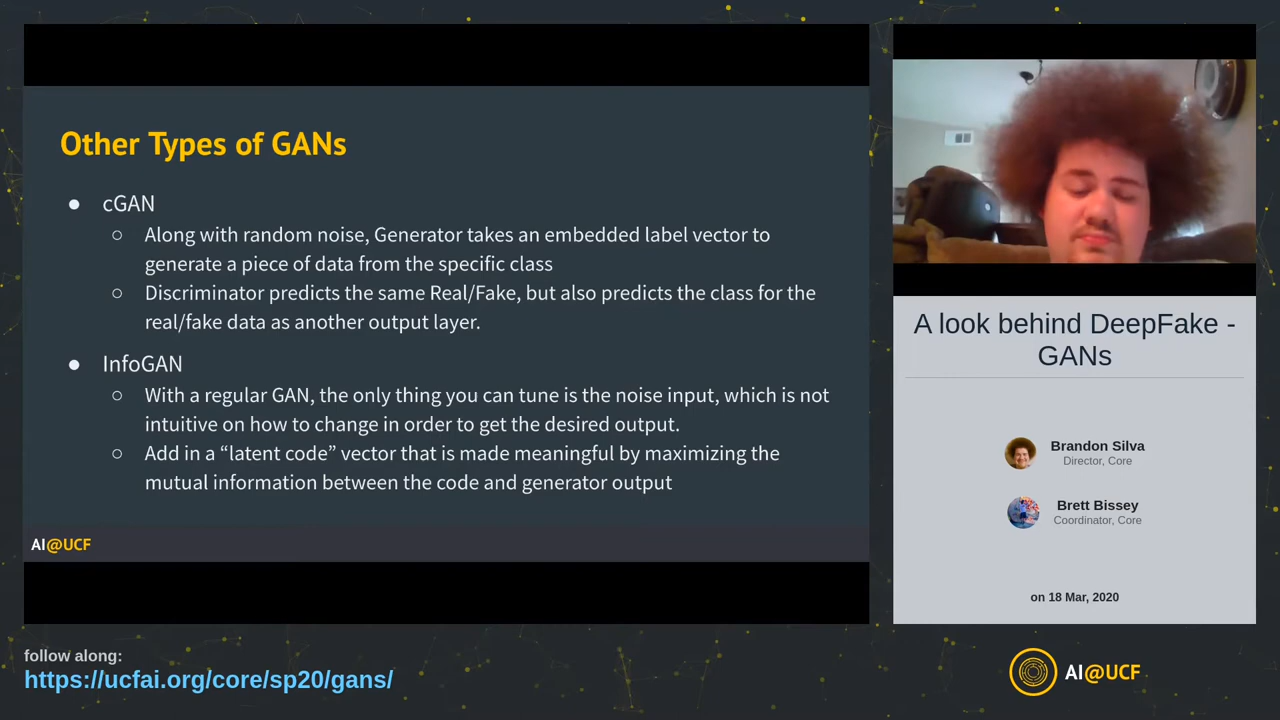 Other Types of GANs
● cGAN
○ Along with random noise, Generator takes an embedded label vector to
generate a piece of data from the specific class
○ Discriminator predicts the same Real/Fake, but also predicts the class for the
real/fake data as another output layer.
● InfoGAN
○ With a regular GAN, the only thing you can tune is the noise input, which is not
intuitive on how to change in order to get the desired output.
○ Add in a “latent code” vector that is made meaningful by maximizing the
mutual information between the code and generator output
AI@UCF
A look behind DeepFake -
GANs
Brandon Silva
Director, Core
Brett Bissey
Coordinator, Core
on 18 Mar, 2020
follow along:
https://ucfai.org/core/sp20/gans/
AI@UCF